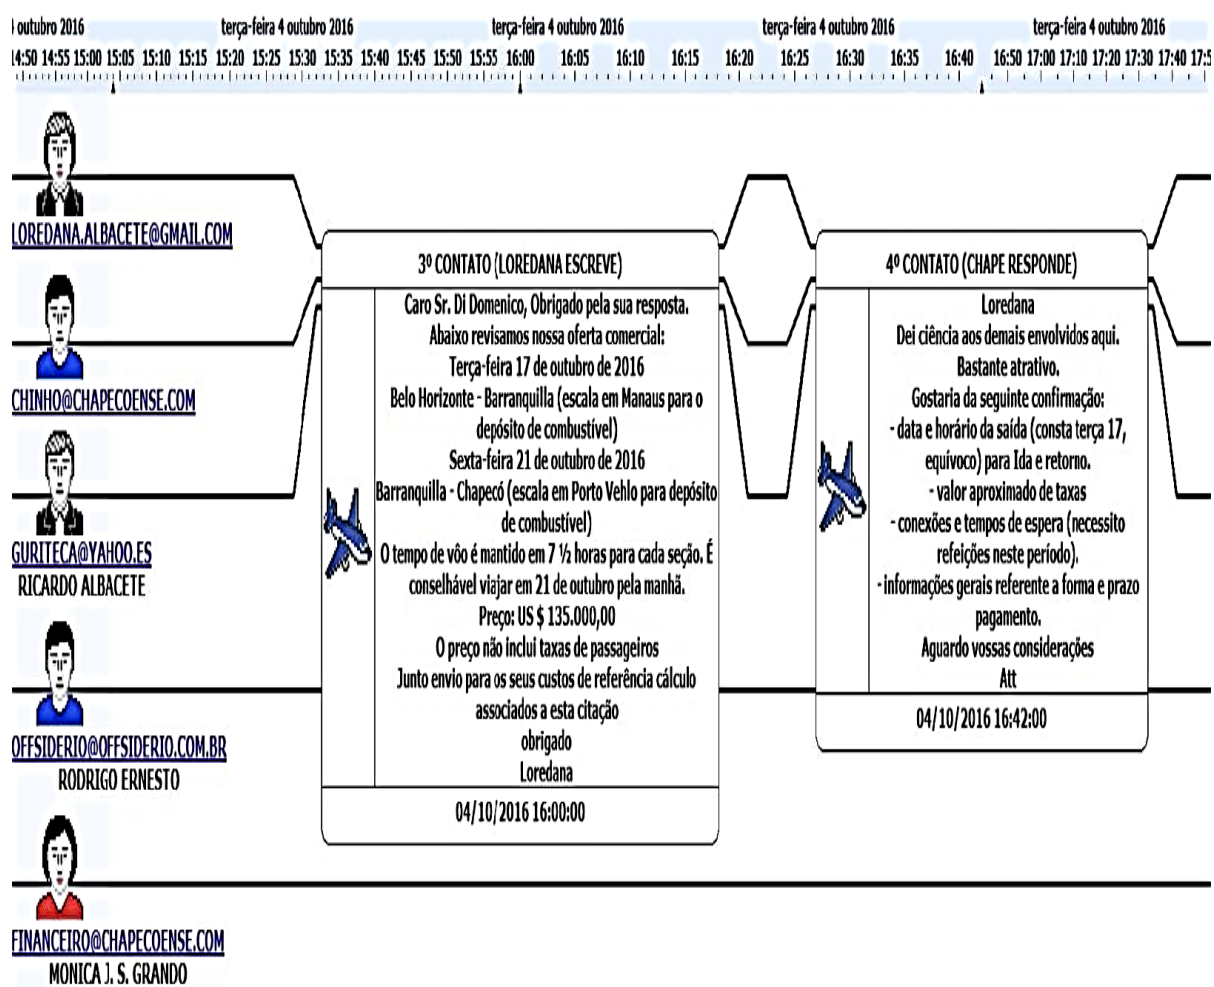 outubro 2016 terça-feira 4 outubro 2016 terça-feira 4 outubro 2016 terça-feira 4 outubro 2016 terça-feira 4 outubro 2016
14:50 14:55 15:00 15:05 15:10 15:15 15:20 15:25 15:30 15:35 15:40 15:45 15:50 15:55 16:00 16:05 16:10 16:15 16:20 16:25 16:30 16:35 16:40 16:50 17:00 17:10 17:20 17:30 17:40 17:5
LOREDANA.ALBACETE@GMAIL.COM
CHINHO@CHAPECOENSE.COM
GURITECA@YAHOO.ES
RICARDO ALBACETE
OFFSIDERIO@OFFSIDERIO.COM.BR
RODRIGO ERNESTO
FINANCEIRO@CHAPECOENSE.COM
MONICA J. S. GRANDO
3º CONTATO (LOREDANA ESCREVE)
Caro Sr. Di Domenico, Obrigado pela sua resposta.
Abaixo revisamos nossa oferta comercial:
Terça-feira 17 de outubro de 2016
Belo Horizonte - Barranquilla (escala em Manaus para o
depósito de combustível)
Sexta-feira 21 de outubro de 2016
Barranquilla - Chapecó (escala em Porto Vehlo para depósito
de combustível)
O tempo de vôo é mantido em 7 ½ horas para cada seção. É
conselhável viajar em 21 de outubro pela manhã.
Preço: US $ 135.000,00
O preço não inclui taxas de passageiros
Junto envio para os seus custos de referência cálculo
associados a esta citação
obrigado
Loredana
04/10/2016 16:00:00
4º CONTATO (CHAPE RESPONDE)
Loredana
Dei ciência aos demais envolvidos aqui.
Bastante atrativo.
Gostaria da seguinte confirmação:
- data e horário da saída (consta terça 17,
equívoco) para Ida e retorno.
- valor aproximado de taxas
- conexões e tempos de espera (necessito
refeições neste período).
- informações gerais referente a forma e prazo
pagamento.
Aguardo vossas considerações
Att
04/10/2016 16:42:00